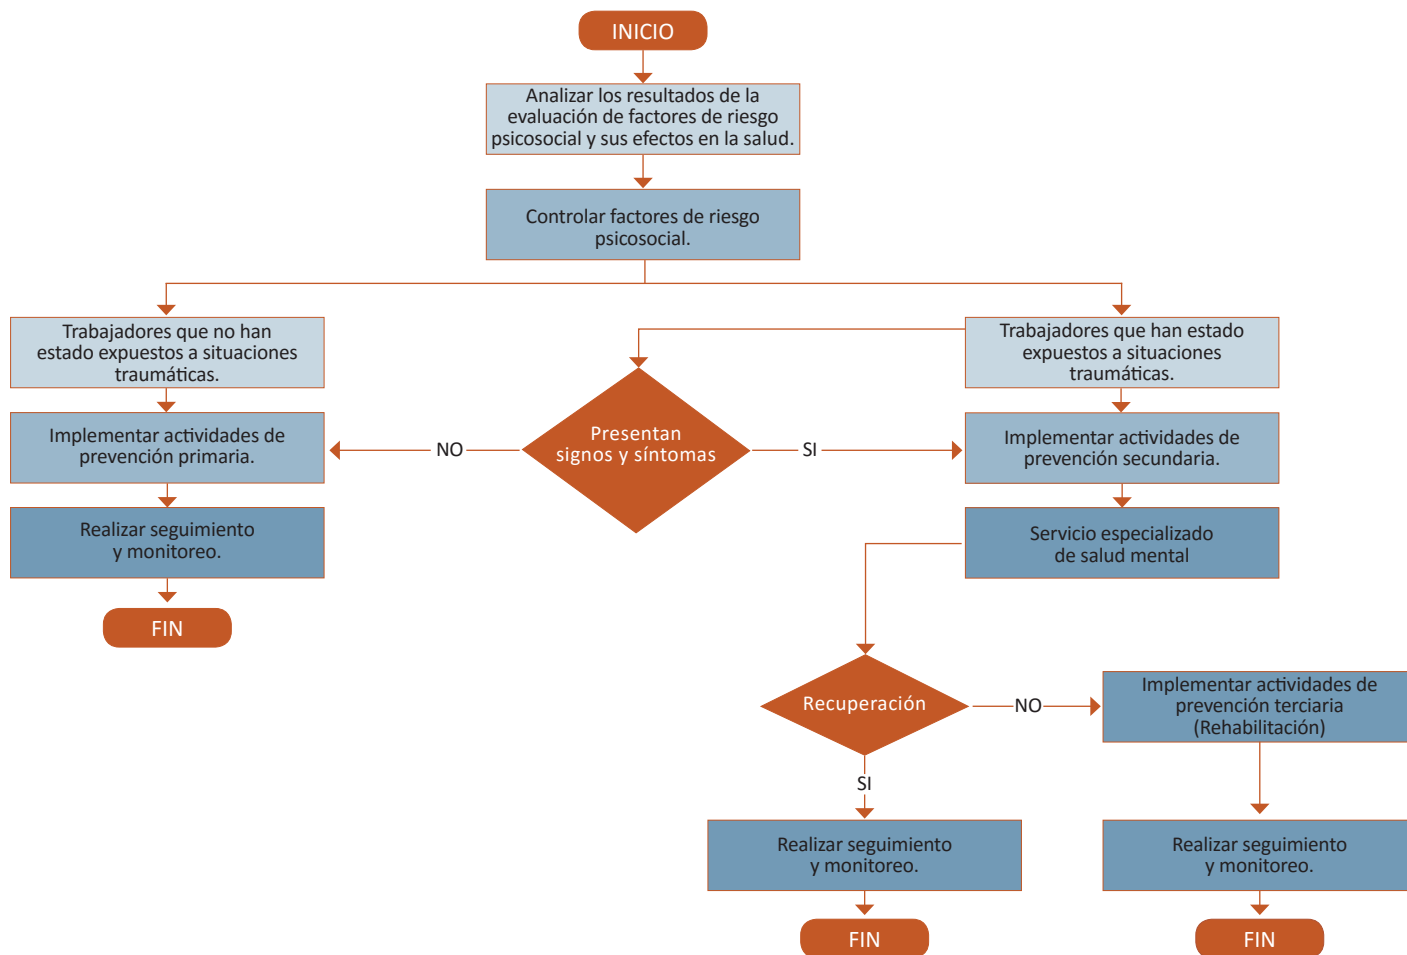 INICIO
Analizar los resultados de la
evaluación de factores de riesgo
psicosocial y sus efectos en la salud.
Controlar factores de riesgo
psicosocial.
Trabajadores que no han
estado expuestos a situaciones
traumáticas.
Trabajadores que han estado
expuestos a situaciones
traumáticas.
Implementar actividades de
prevención primaria.
NO
Presentan
signos y síntomas
SI
Implementar actividades de
prevención secundaria.
Realizar seguimiento
y monitoreo.
Servicio especializado
de salud mental
FIN
Recuperación
NO
Implementar actividades de
prevención terciaria
(Rehabilitación)
SI
Realizar seguimiento
y monitoreo.
Realizar seguimiento
y monitoreo.
FIN
FIN